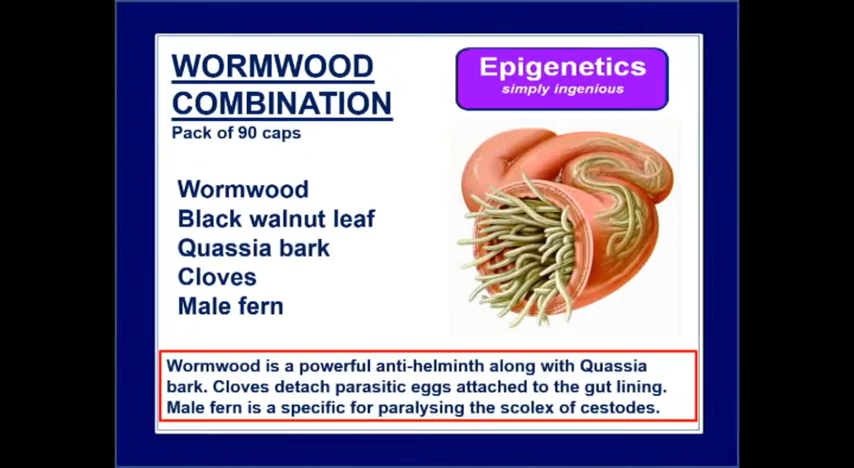 WORMWOOD
COMBINATION
Pack of 90 caps
Epigenetics
simply ingenious
Wormwood
Black walnut leaf
Quassia bark
Cloves
Male fern
Wormwood is a powerful anti-helminth along with Quassia
bark. Cloves detach parasitic eggs attached to the gut lining.
Male fern is a specific for paralysing the scolex of cestodes.